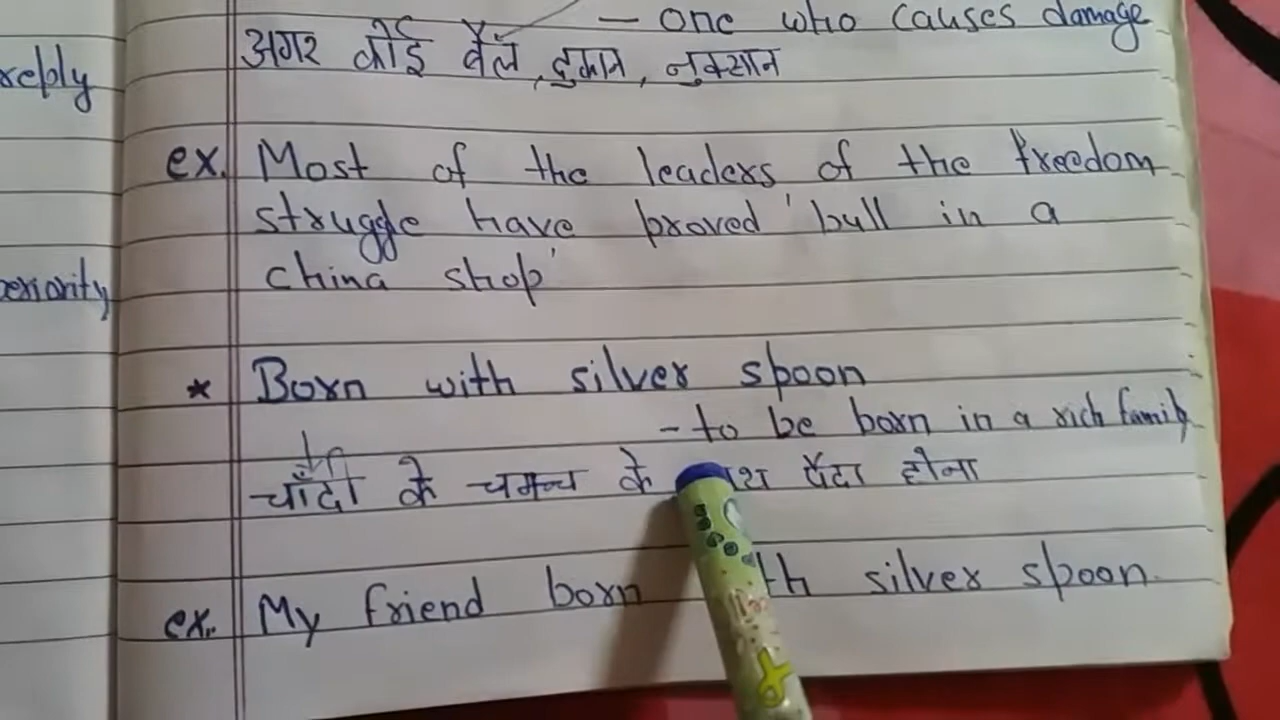 — one who causes damage
अगर कोई बैल, दुकान, नुक्सान
reply
ex. Most of the leaders of the freedom
struggle have proved 'bull in a
china shop'
periority
* Born with silver spoon
- to be born in a rich family
चाँदी के चम्मच के पैदा होना
ex. My friend born silver spoon.